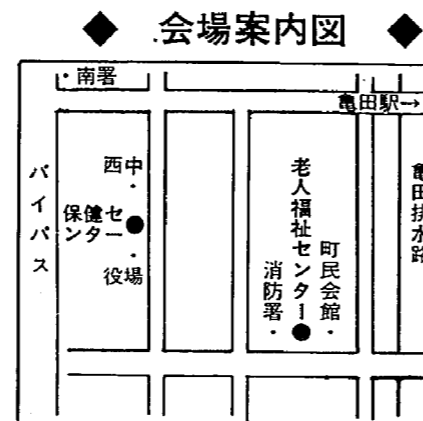 ◆ 会場案内図 ◆
・南署
亀田駅→
バイパス
西中・
保健センター●
・役場
老人福祉センター●
町民会館・
消防署・
亀田排水路